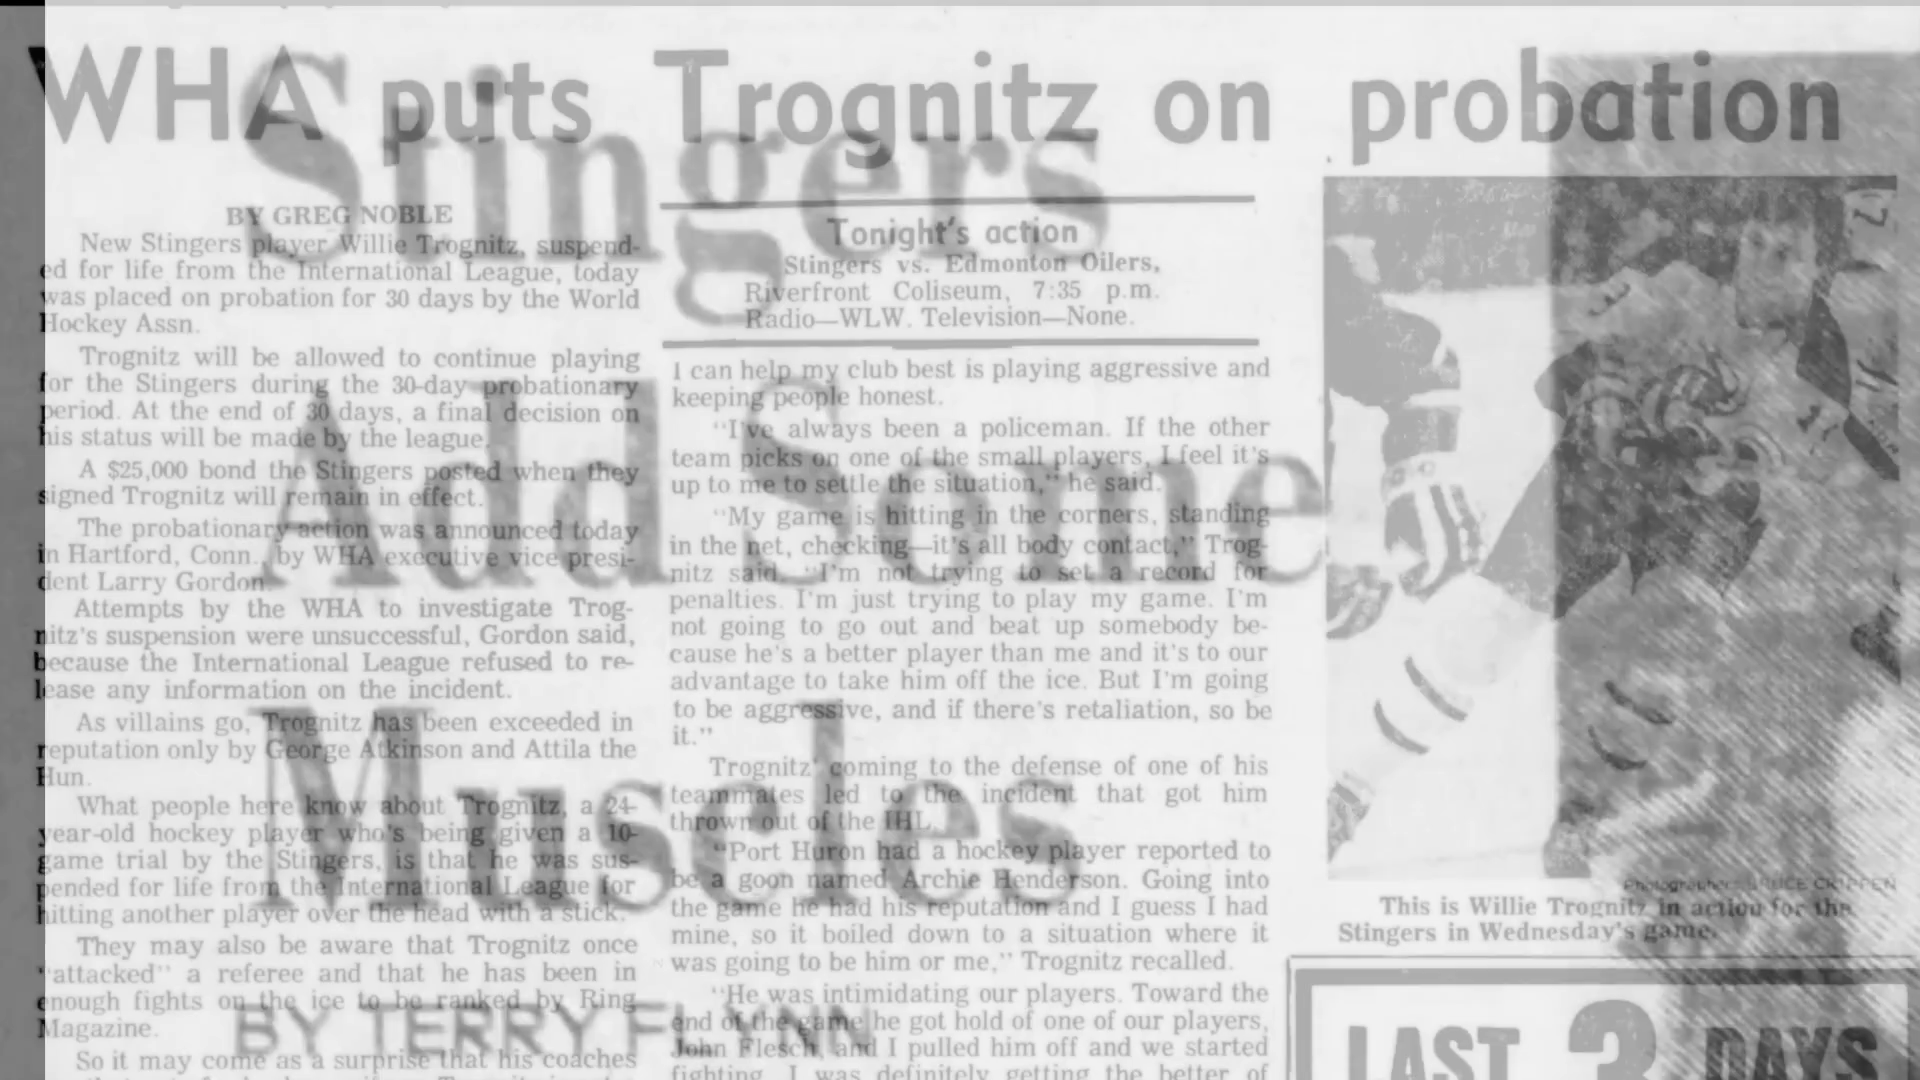 WHA puts Trognitz on probation
Stingers
Add Some
Muscles
BY TERRY FLYNN
BY GREG NOBLE
New Stingers player Willie Trognitz, suspend-
ed for life from the International League, today
was placed on probation for 30 days by the World
Hockey Assn.
Trognitz will be allowed to continue playing
for the Stingers during the 30-day probationary
period. At the end of 30 days, a final decision on
his status will be made by the league.
A $25,000 bond the Stingers posted when they
signed Trognitz will remain in effect.
The probationary action was announced today
in Hartford, Conn., by WHA executive vice presi-
dent Larry Gordon.
Attempts by the WHA to investigate Trog-
nitz's suspension were unsuccessful, Gordon said,
because the International League refused to re-
lease any information on the incident.
As villains go, Trognitz has been exceeded in
reputation only by George Atkinson and Attila the
Hun.
What people here know about Trognitz, a 24-
year-old hockey player who's being given a 10-
game trial by the Stingers, is that he was sus-
pended for life from the International League for
hitting another player over the head with a stick.
They may also be aware that Trognitz once
"attacked" a referee and that he has been in
enough fights on the ice to be ranked by Ring
Magazine.
So it may come as a surprise that his coaches
Tonight's action
Stingers vs. Edmonton Oilers,
Riverfront Coliseum, 7:35 p.m.
Radio—WLW. Television—None.
I can help my club best is playing aggressive and
keeping people honest.
"I've always been a policeman. If the other
team picks on one of the small players, I feel it's
up to me to settle the situation," he said.
"My game is hitting in the corners, standing
in the net, checking—it's all body contact," Trog-
nitz said. "I'm not trying to set a record for
penalties. I'm just trying to play my game. I'm
not going to go out and beat up somebody be-
cause he's a better player than me and it's to our
advantage to take him off the ice. But I'm going
to be aggressive, and if there's retaliation, so be
it."
Trognitz' coming to the defense of one of his
teammates led to the incident that got him
thrown out of the IHL.
"Port Huron had a hockey player reported to
be a goon named Archie Henderson. Going into
the game he had his reputation and I guess I had
mine, so it boiled down to a situation where it
was going to be him or me," Trognitz recalled.
"He was intimidating our players. Toward the
end of the game he got hold of one of our players,
John Flesch, and I pulled him off and we started
fighting. I was definitely getting the better of
Photographer: BRUCE CRIPPEN
This is Willie Trognitz in action for the
Stingers in Wednesday's game.
LAST 3 DAYS